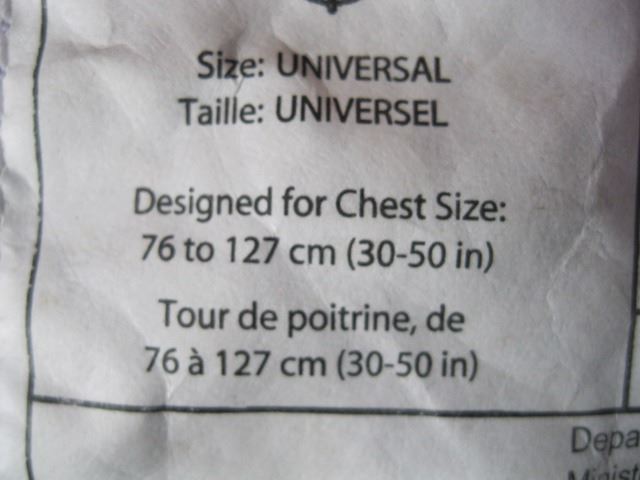 Size: UNIVERSAL
Taille: UNIVERSEL
Designed for Chest Size:
76 to 127 cm (30-50 in)
Tour de poitrine, de
76 à 127 cm (30-50 in)